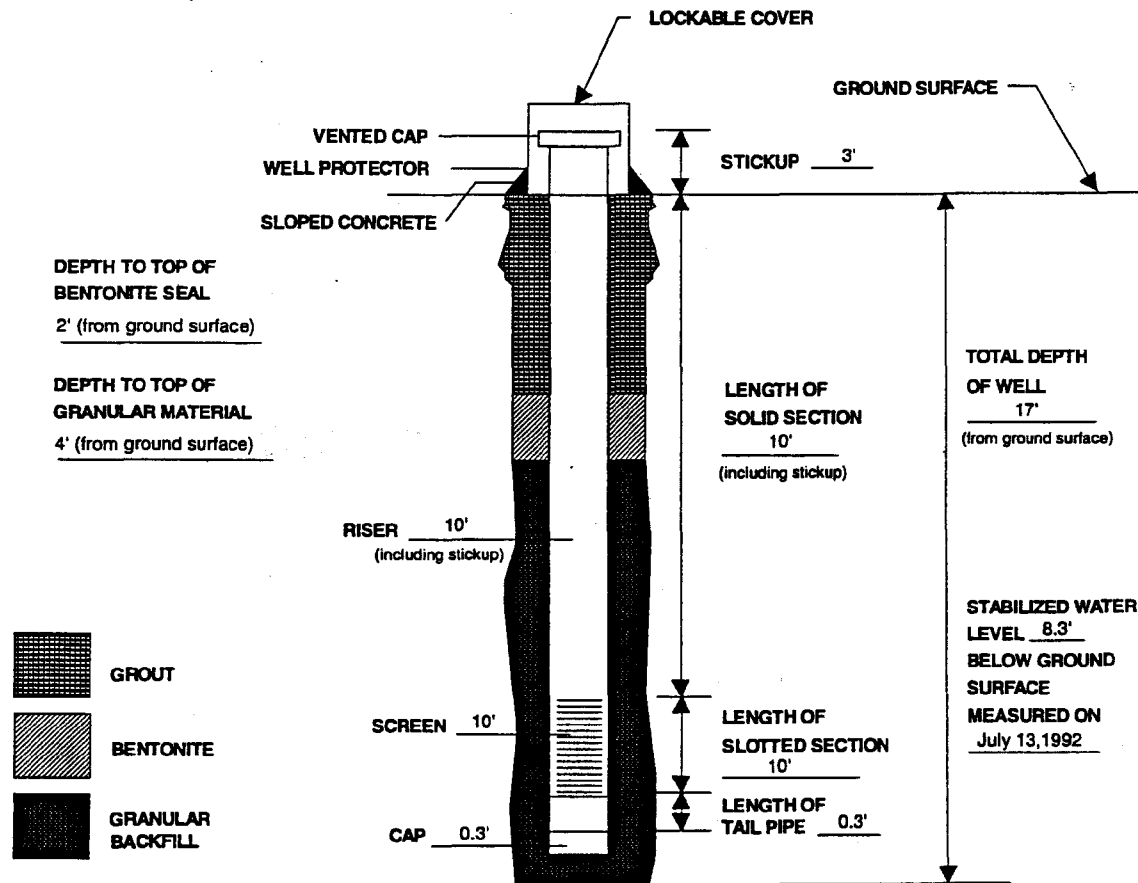 LOCKABLE COVER
GROUND SURFACE
VENTED CAP
WELL PROTECTOR
STICKUP 3'
SLOPED CONCRETE
DEPTH TO TOP OF
BENTONITE SEAL
2' (from ground surface)
DEPTH TO TOP OF
GRANULAR MATERIAL
4' (from ground surface)
LENGTH OF
SOLID SECTION
10'
(including stickup)
TOTAL DEPTH
OF WELL
17'
(from ground surface)
RISER 10'
(including stickup)
STABILIZED WATER
LEVEL 8.3'
BELOW GROUND
SURFACE
MEASURED ON
July 13,1992
GROUT
BENTONITE
GRANULAR
BACKFILL
SCREEN 10'
LENGTH OF
SLOTTED SECTION
10'
LENGTH OF
TAIL PIPE 0.3'
CAP 0.3'